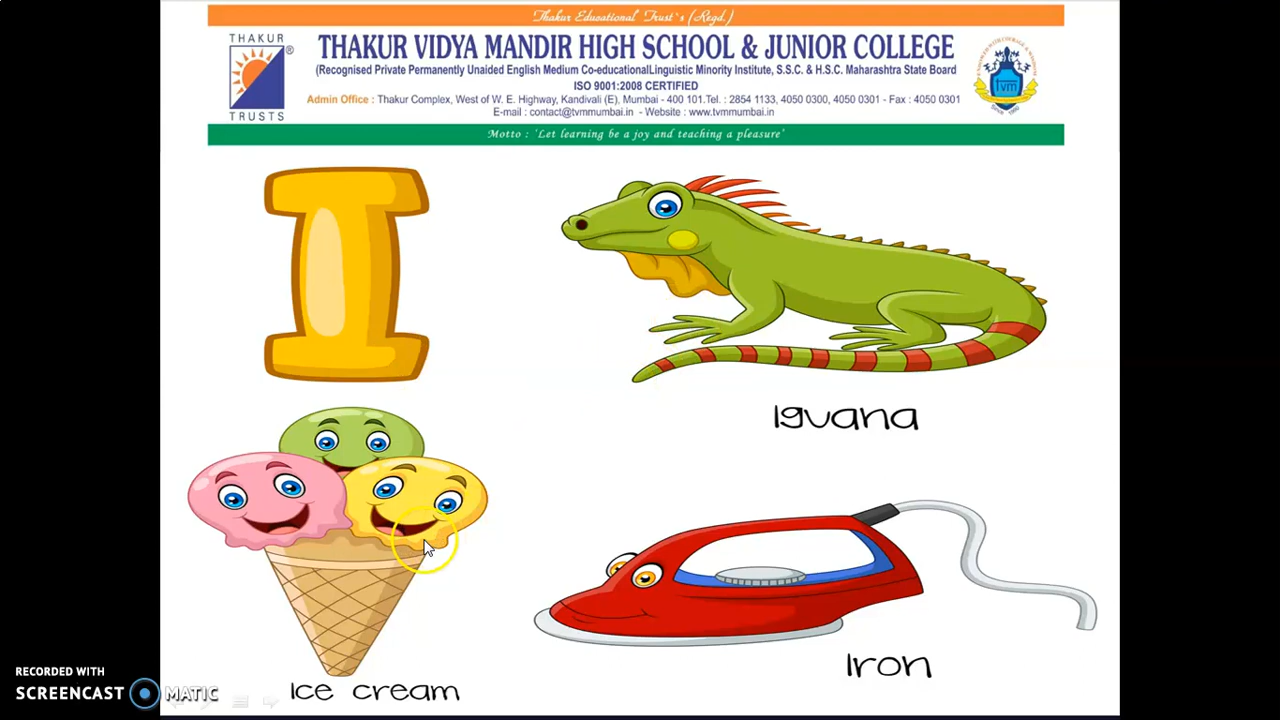 Thakur Educational Trust's (Regd.)
THAKUR
TRUSTS
®
THAKUR VIDYA MANDIR HIGH SCHOOL & JUNIOR COLLEGE
(Recognised Private Permanently Unaided English Medium Co-educationalLinguistic Minority Institute, S.S.C. & H.S.C. Maharashtra State Board
ISO 9001:2008 CERTIFIED
Admin Office : Thakur Complex, West of W. E. Highway, Kandivali (E), Mumbai - 400 101.Tel. : 2854 1133, 4050 0300, 4050 0301 - Fax : 4050 0301
E-mail : contact@tvmmumbai.in - Website : www.tvmmumbai.in
tvm
Motto : 'Let learning be a joy and teaching a pleasure'
I
Iguana
Ice cream
Iron
RECORDED WITH
SCREENCAST MATIC